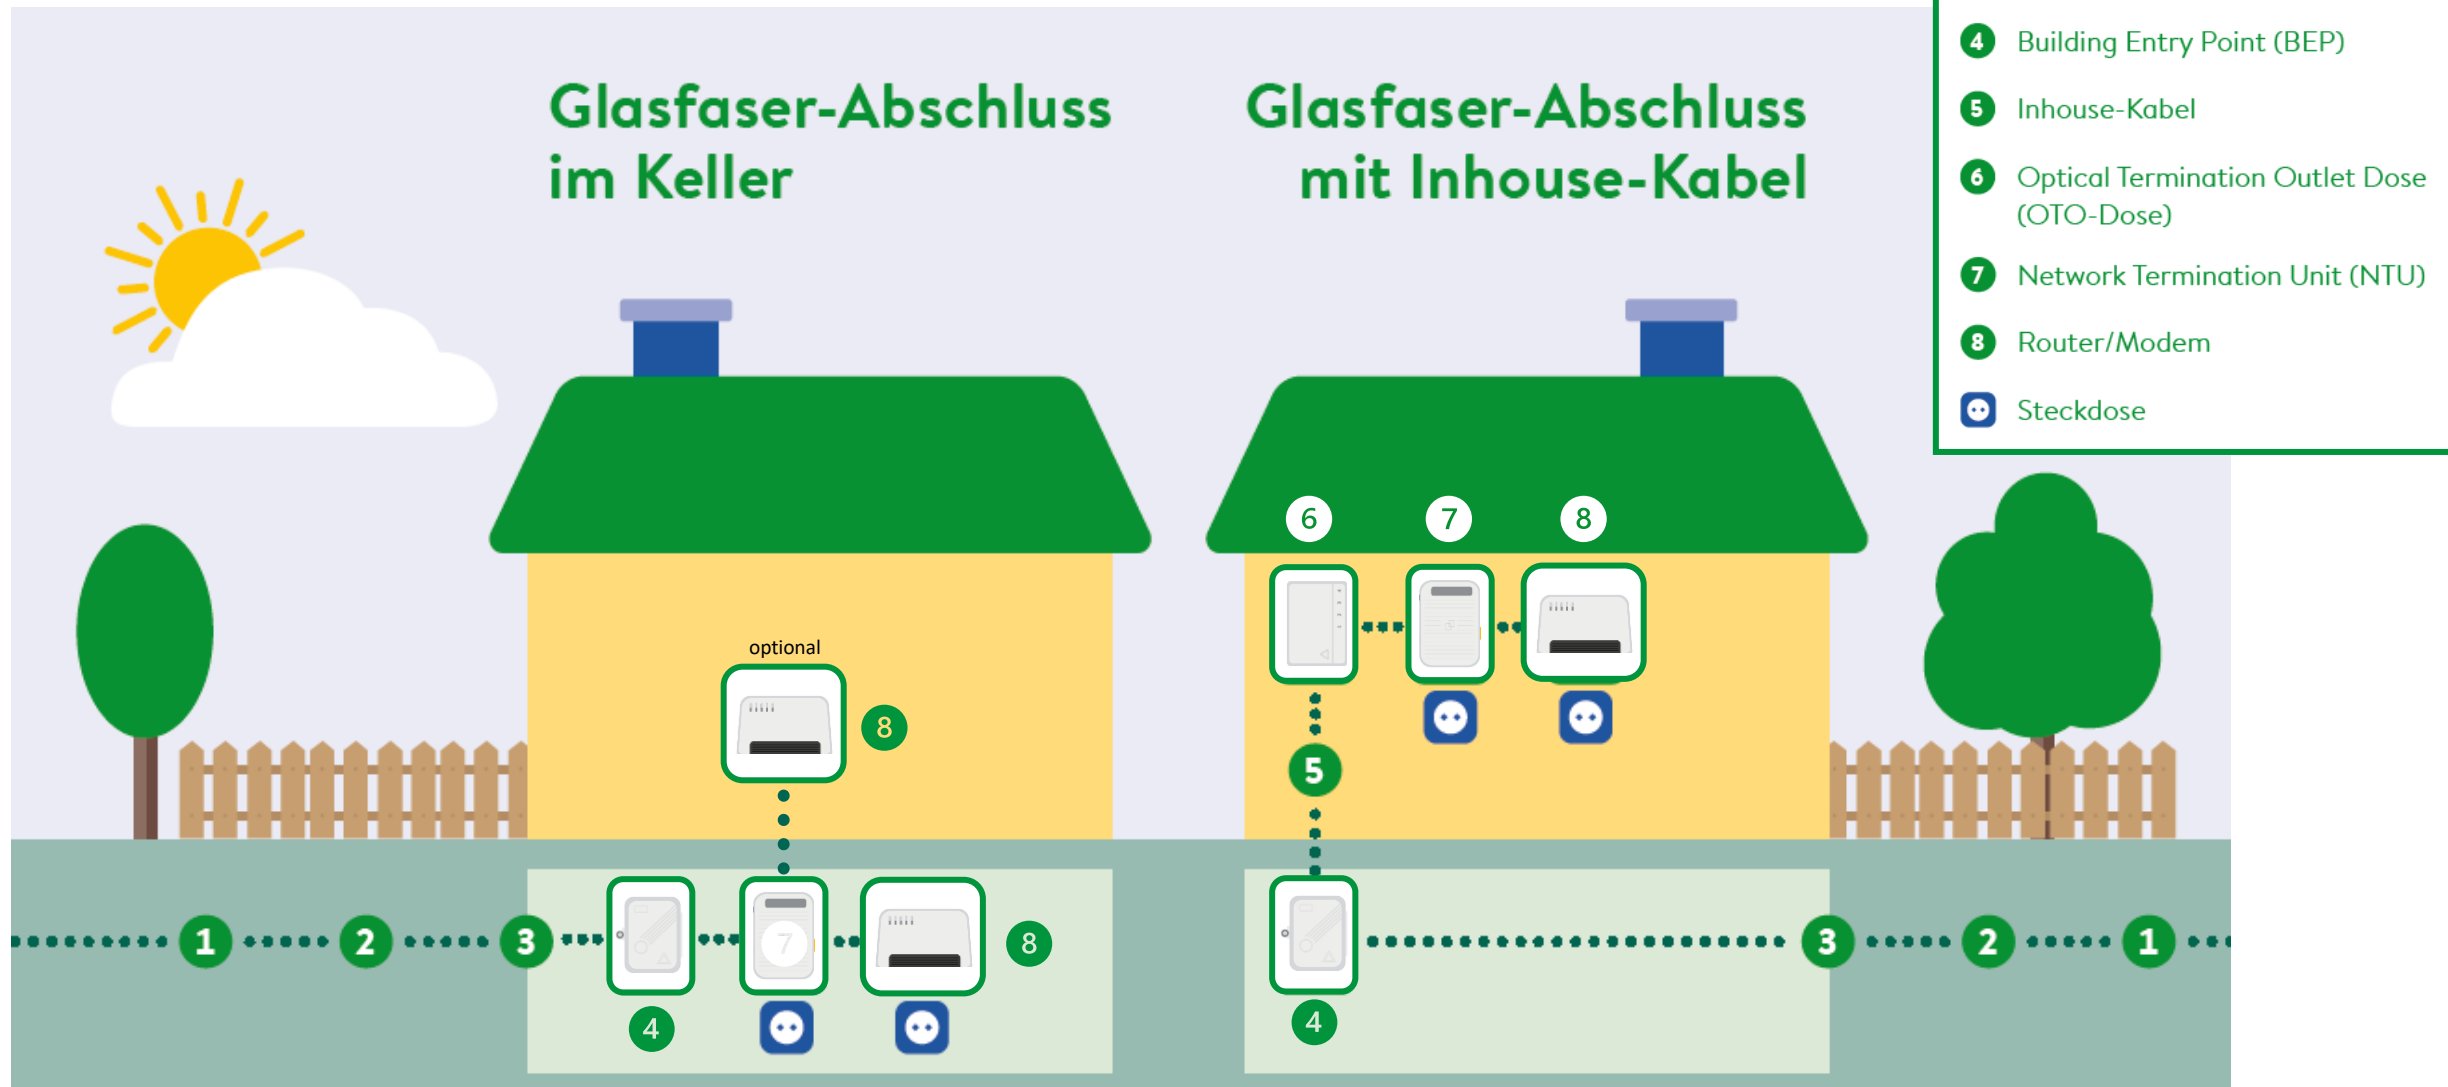 Glasfaser-Abschluss
im Keller
Glasfaser-Abschluss
mit Inhouse-Kabel
4 Building Entry Point (BEP)
5 Inhouse-Kabel
6 Optical Termination Outlet Dose
(OTO-Dose)
7 Network Termination Unit (NTU)
8 Router/Modem
Steckdose
6 7 8
optional
8
5
1 2 3 7 8
4
3 2 1
4